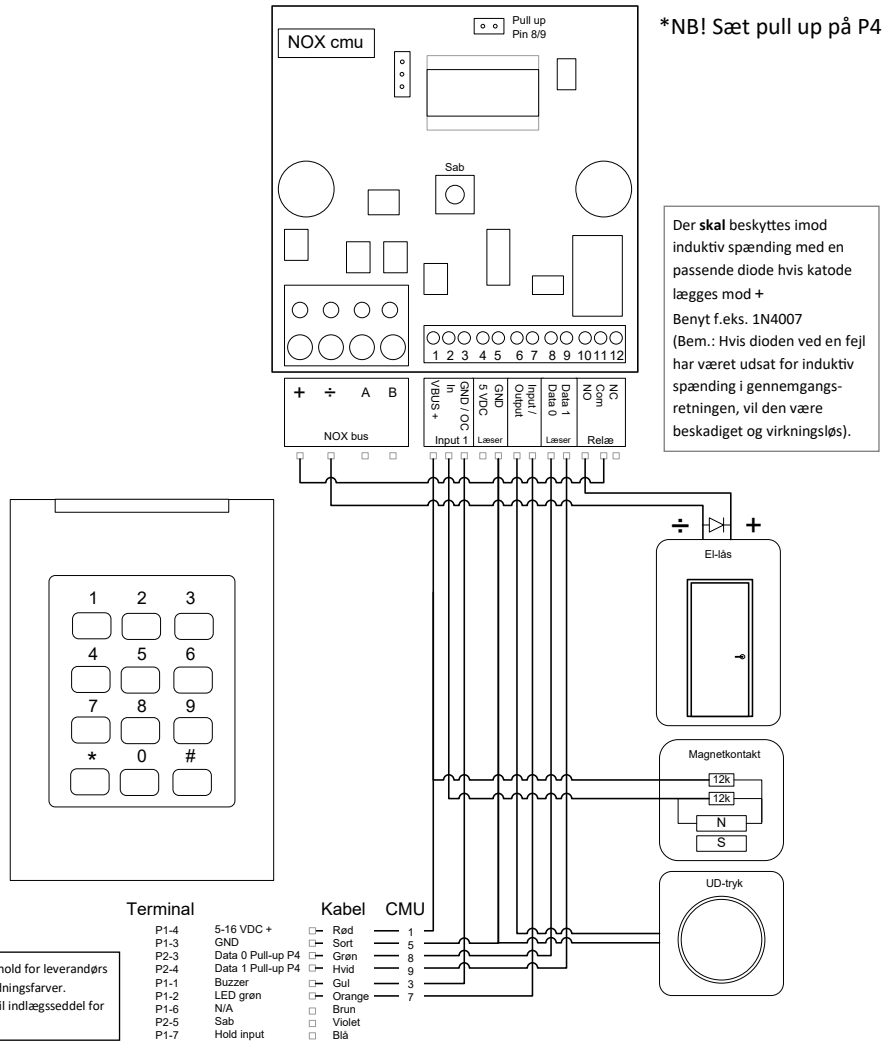 Pull up
Pin 8/9
*NB! Sæt pull up på P4
NOX cmu
Sab
Der skal beskyttes imod
induktiv spænding med en
passende diode hvis katode
lægges mod +
Benyt f.eks. 1N4007
(Bem.: Hvis dioden ved en fejl
har været udsat for induktiv
spænding i gennemgangs-
retningen, vil den være
beskadiget og virkningsløs).
1 2 3 4 5 6 7 8 9 10 11 12
+ ÷ A B
NOX bus
VBUS +
In
GND / OC
5 VDC
GND
Output
Input /
Data 0
Data 1
NO
Com
NC
Input 1
Læser
Læser
Relæ
÷ +
El-lås
1 2 3
4 5 6
7 8 9
* 0 #
Magnetkontakt
12k
12k
N
S
UD-tryk
Terminal Kabel CMU
P1-4 5-16 VDC + Rød 1
P1-3 GND Sort 5
P2-3 Data 0 Pull-up P4 Grøn 8
P2-4 Data 1 Pull-up P4 Hvid 9
P1-1 Buzzer Gul 3
P1-2 LED grøn Orange 7
P1-6 N/A Brun
P2-5 Sab Violet
P1-7 Hold input Blå
hold for leverandørs
dningsfarver.
il indlægsseddel for